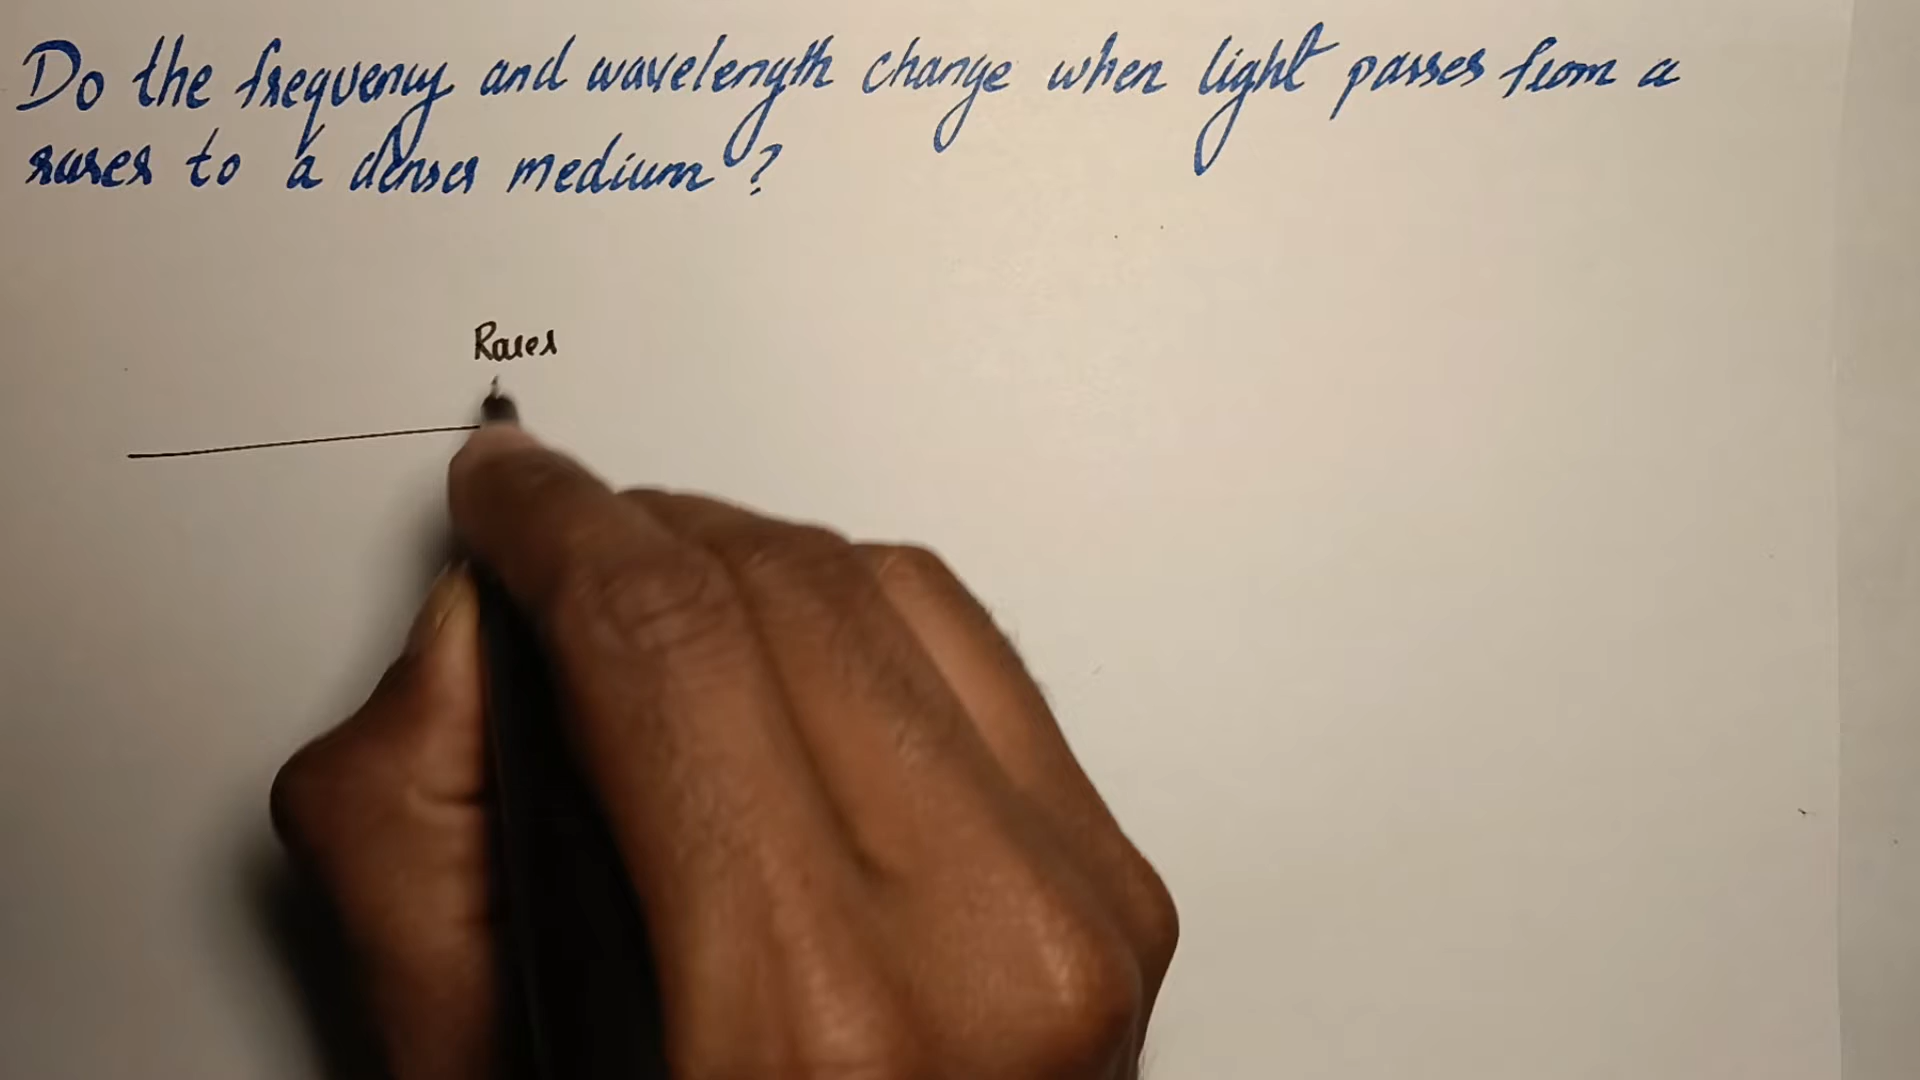 Do the frequency and wavelength change when light passes from a
rarer to a denser medium ?
Rarer